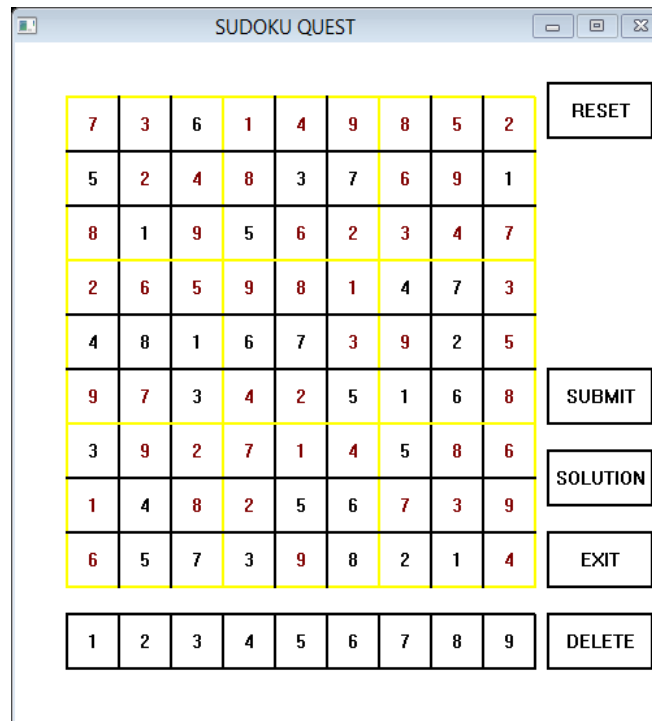 SUDOKU QUEST
7 3 6 1 4 9 8 5 2
RESET
5 2 4 8 3 7 6 9 1
8 1 9 5 6 2 3 4 7
2 6 5 9 8 1 4 7 3
4 8 1 6 7 3 9 2 5
9 7 3 4 2 5 1 6 8
SUBMIT
3 9 2 7 1 4 5 8 6
SOLUTION
1 4 8 2 5 6 7 3 9
6 5 7 3 9 8 2 1 4
EXIT
1 2 3 4 5 6 7 8 9
DELETE